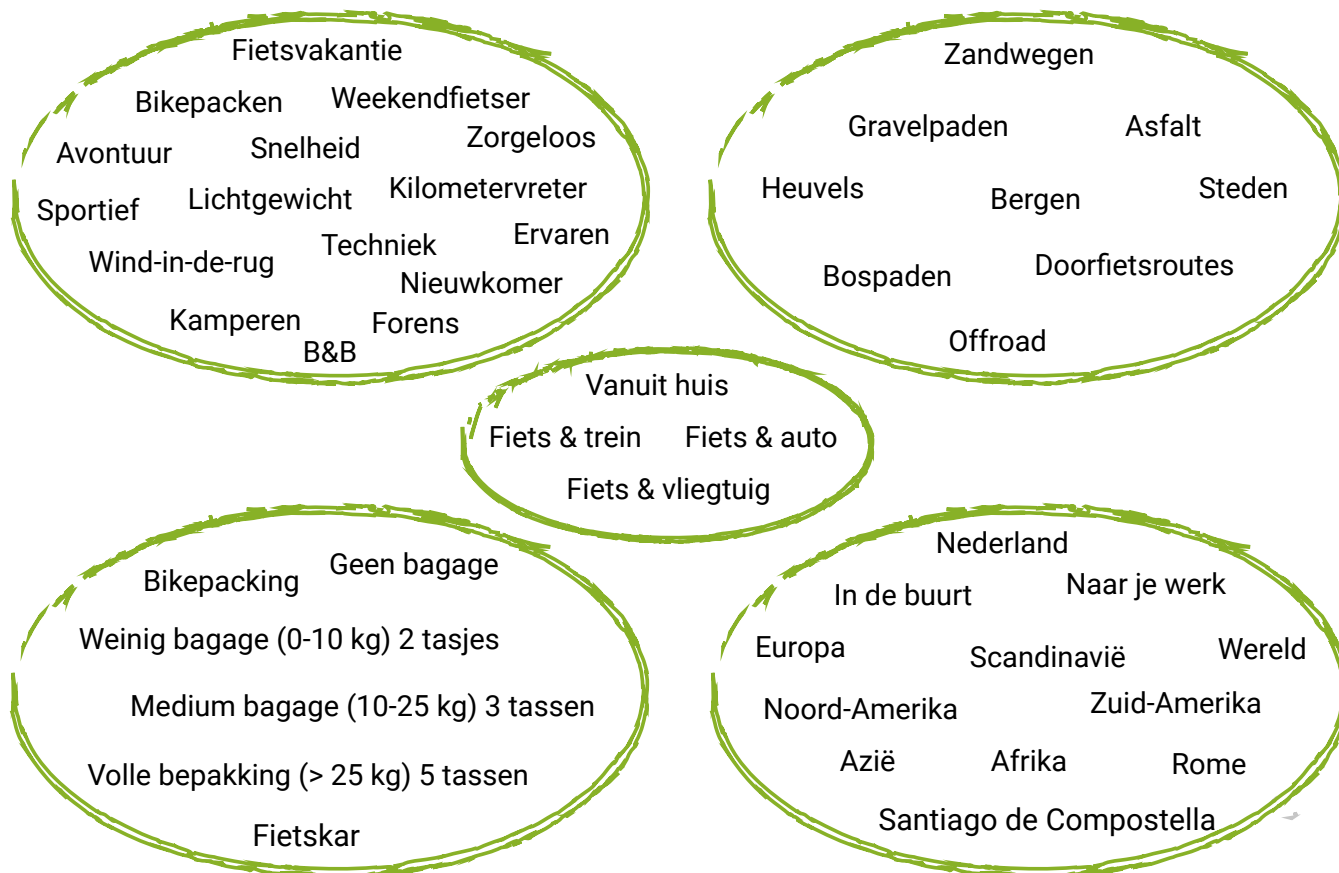 Fietsvakantie
Bikepacken Weekendfietser
Avontuur Snelheid Zorgeloos
Sportief Lichtgewicht Kilometervreter
Wind-in-de-rug Techniek Ervaren
Nieuwkomer
Kamperen Forens
B&B
Zandwegen
Gravelpaden Asfalt
Heuvels Bergen Steden
Bospaden Doorfietsroutes
Offroad
Vanuit huis
Fiets & trein Fiets & auto
Fiets & vliegtuig
Bikepacking Geen bagage
Weinig bagage (0-10 kg) 2 tasjes
Medium bagage (10-25 kg) 3 tassen
Volle bepakking (> 25 kg) 5 tassen
Fietskar
Nederland
In de buurt Naar je werk
Europa Scandinavië Wereld
Noord-Amerika Zuid-Amerika
Azië Afrika Rome
Santiago de Compostella